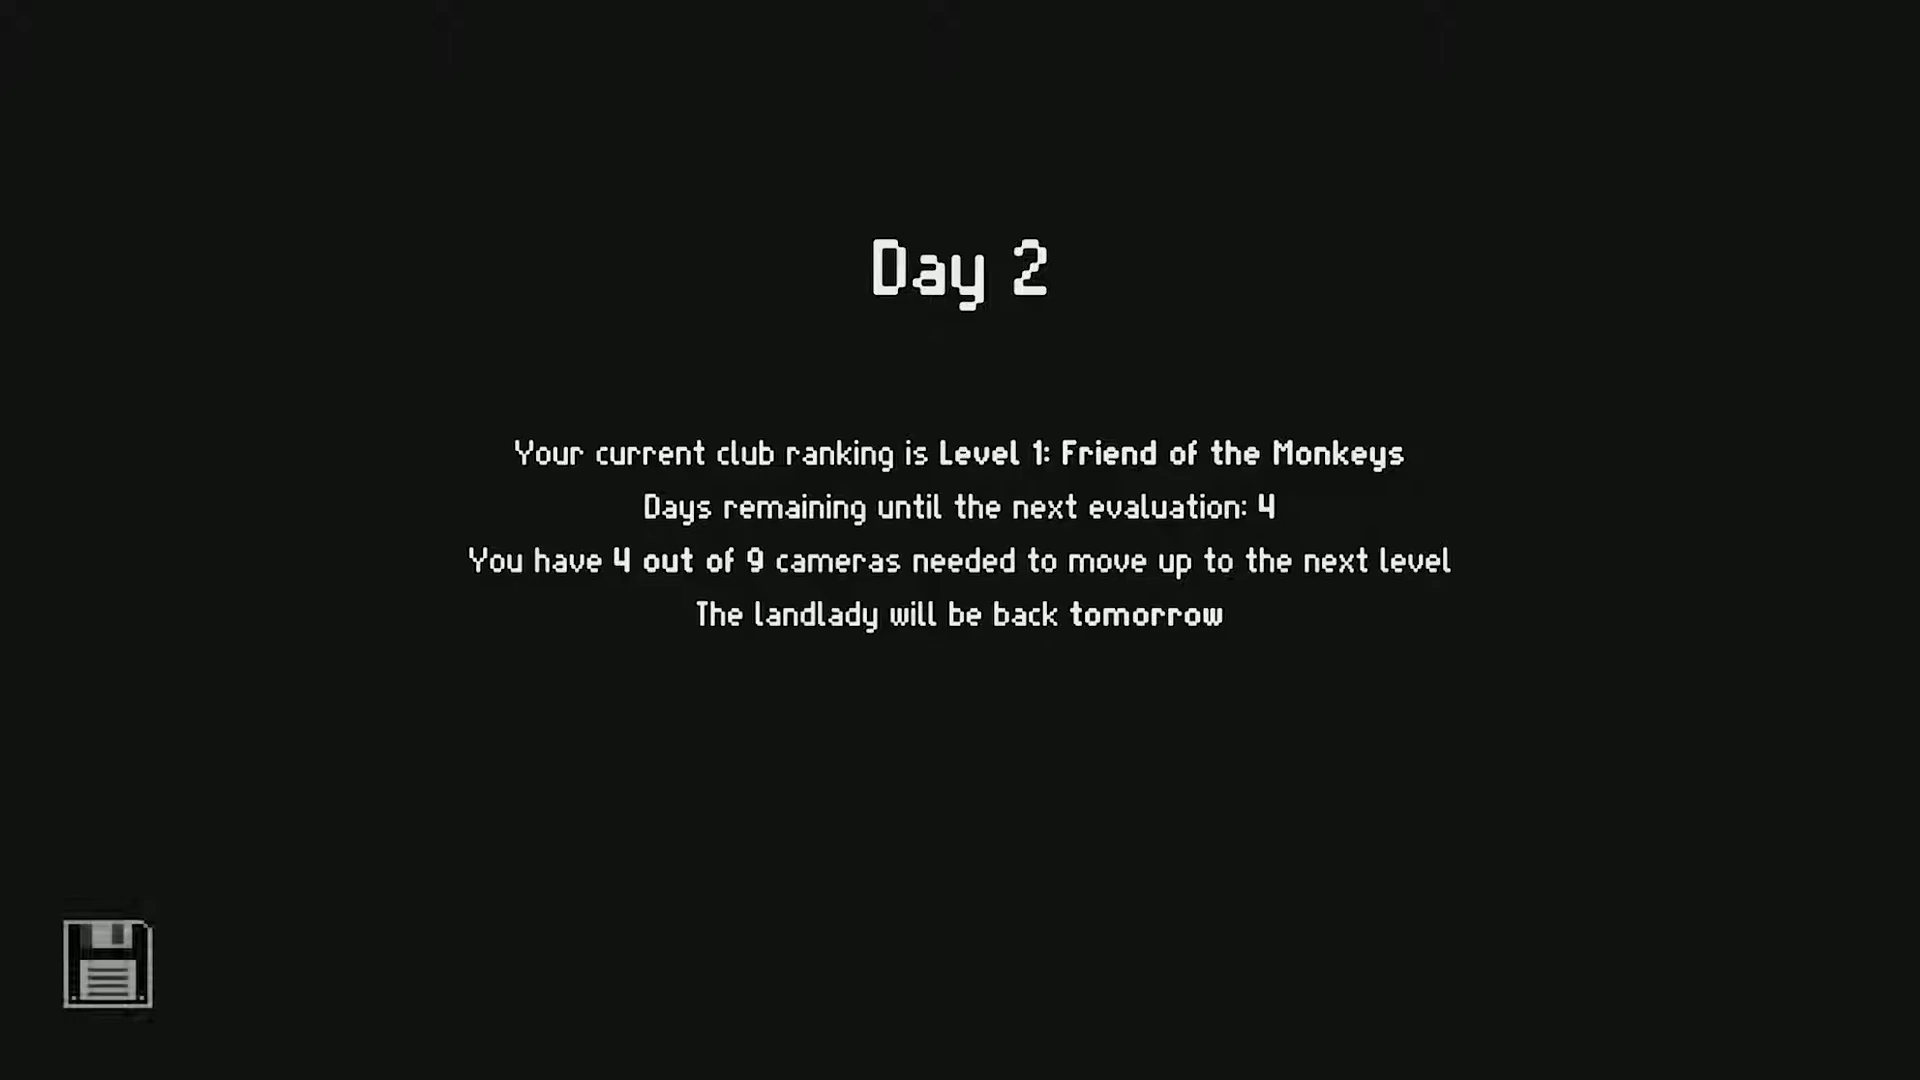 Day 2
Your current club ranking is Level 1: Friend of the Monkeys
Days remaining until the next evaluation: 4
You have 4 out of 9 cameras needed to move up to the next level
The landlady will be back tomorrow